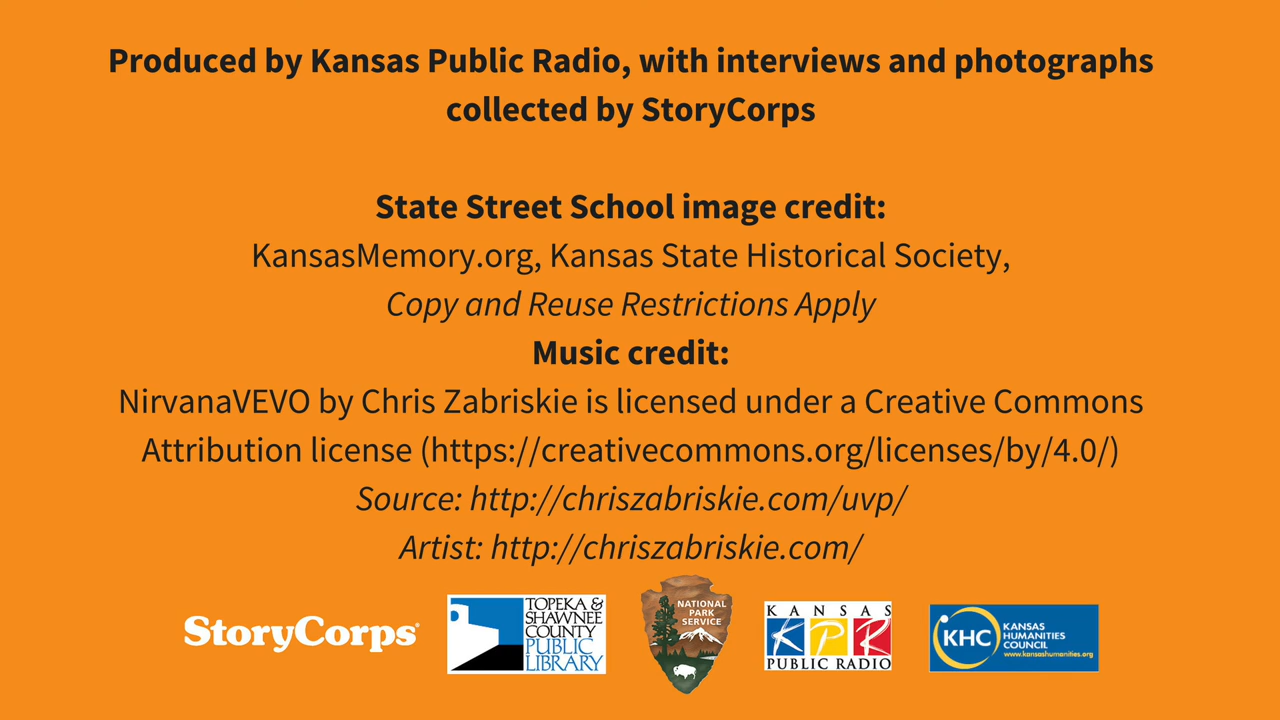 Produced by Kansas Public Radio, with interviews and photographs
collected by StoryCorps
State Street School image credit:
KansasMemory.org, Kansas State Historical Society,
Copy and Reuse Restrictions Apply
Music credit:
NirvanaVEVO by Chris Zabriskie is licensed under a Creative Commons
Attribution license (https://creativecommons.org/licenses/by/4.0/)
Source: http://chriszabriskie.com/uvp/
Artist: http://chriszabriskie.com/
StoryCorps
TOPEKA &
SHAWNEE
COUNTY
PUBLIC
LIBRARY
NATIONAL
PARK
SERVICE
KANSAS
KPR
PUBLIC RADIO
KHC
KANSAS
HUMANITIES
COUNCIL
www.kansashumanities.org